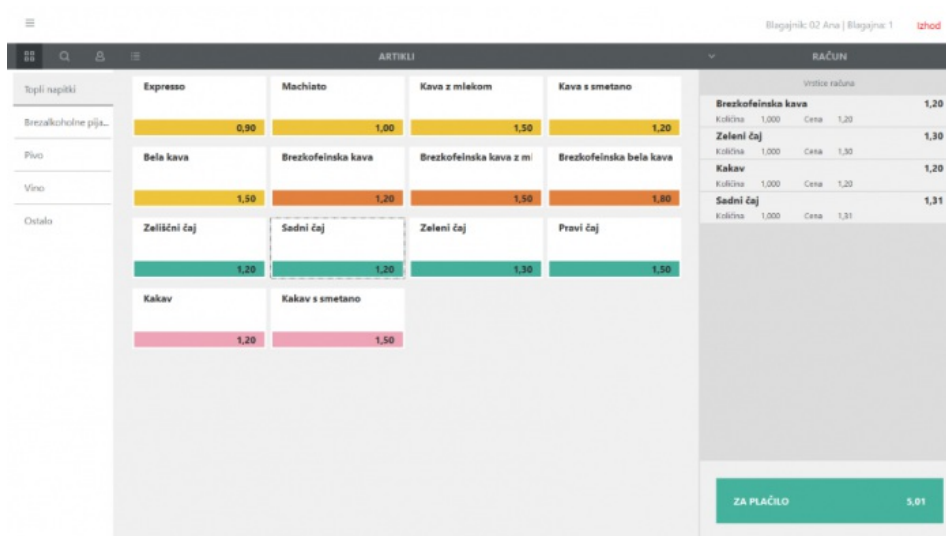 Blagajnik: 02 Ana | Blagajna: 1 Izhod
ARTIKLI
RAČUN
Topli napitki
Brezalkoholne pija...
Pivo
Vino
Ostalo
Expresso
0,90
Machiato
1,00
Kava z mlekom
1,50
Kava s smetano
1,20
Bela kava
1,50
Brezkofeinska kava
1,20
Brezkofeinska kava z ml
1,50
Brezkofeinska bela kava
1,80
Zeliščni čaj
1,20
Sadni čaj
1,20
Zeleni čaj
1,30
Pravi čaj
1,50
Kakav
1,20
Kakav s smetano
1,50
Vrstice računa
Brezkofeinska kava 1,20
Količina 1,000 Cena 1,20
Zeleni čaj 1,30
Količina 1,000 Cena 1,30
Kakav 1,20
Količina 1,000 Cena 1,20
Sadni čaj 1,31
Količina 1,000 Cena 1,31
ZA PLAČILO 5,01